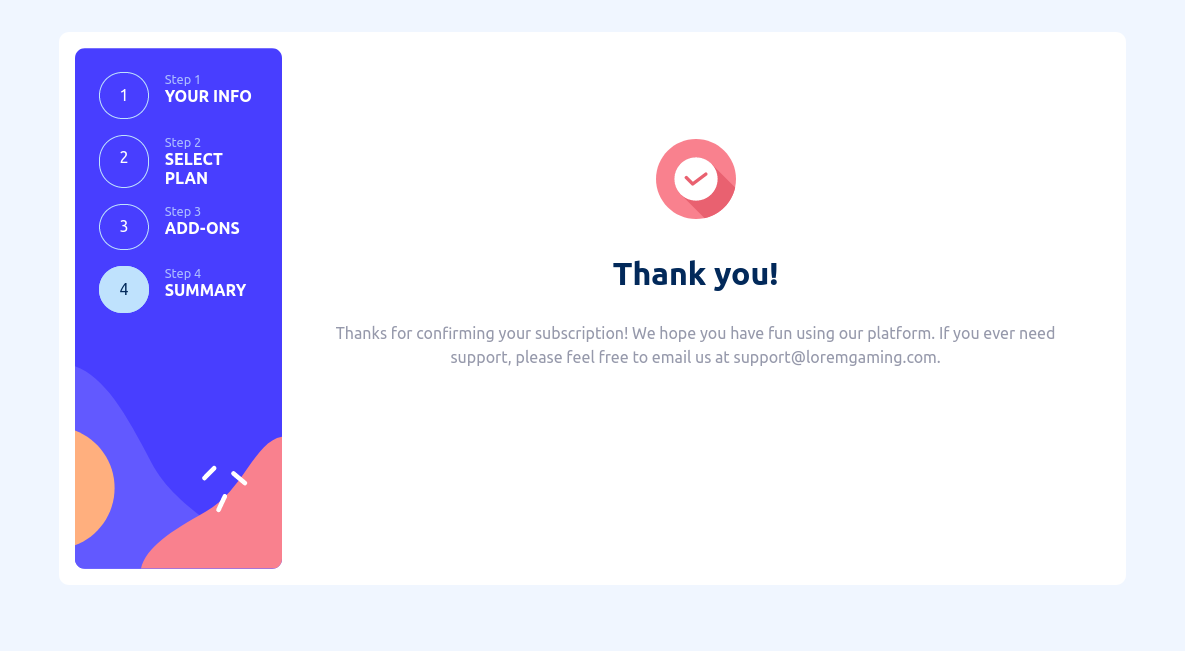 1
Step 1
YOUR INFO
2
Step 2
SELECT
PLAN
3
Step 3
ADD-ONS
4
Step 4
SUMMARY
Thank you!
Thanks for confirming your subscription! We hope you have fun using our platform. If you ever need
support, please feel free to email us at support@loremgaming.com.